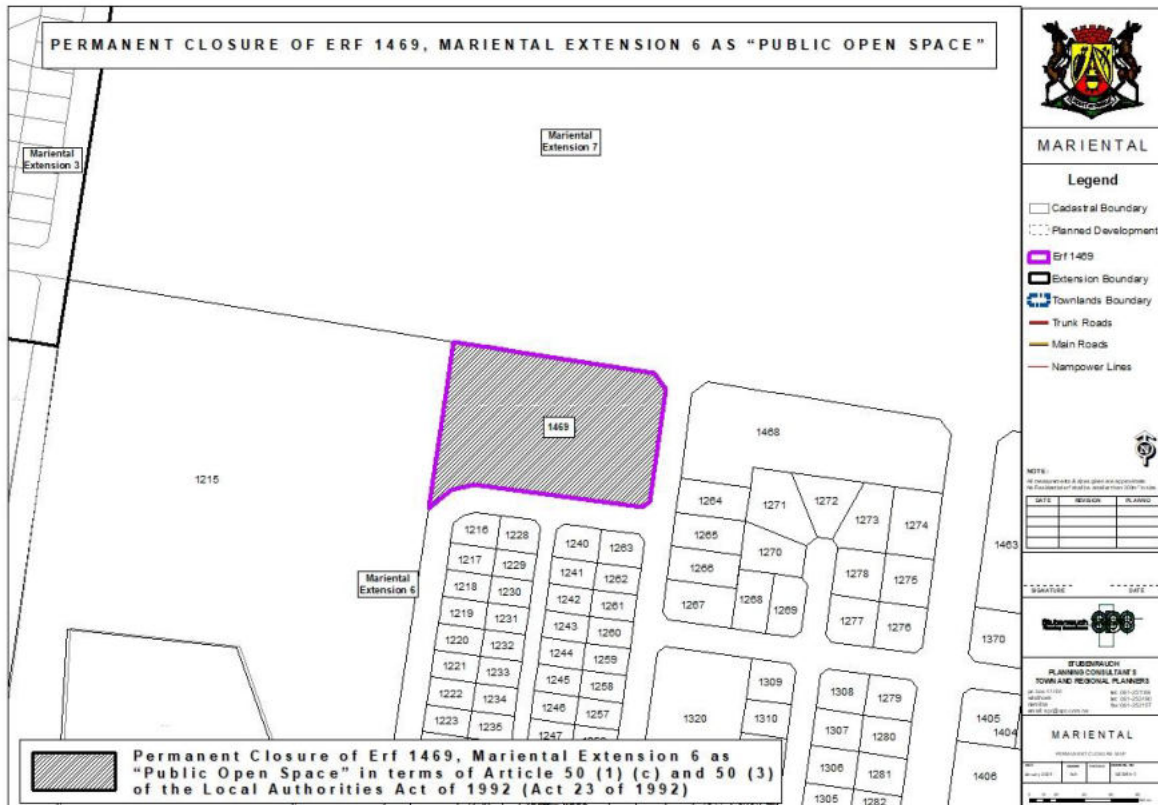 PERMANENT CLOSURE OF ERF 1469, MARIENTAL EXTENSION 6 AS “PUBLIC OPEN SPACE”
Mariental
Extension 3
Mariental
Extension 7
1469
1215
1468
1264
1271
1272
1273
1274
1265
1270
1266
1278
1275
1267
1268
1269
1277
1276
1463
1370
1216
1228
1240
1263
1217
1229
1241
1262
Mariental
Extension 6
1218
1230
1242
1261
1219
1231
1243
1260
1220
1232
1244
1259
1221
1233
1245
1258
1222
1234
1246
1257
1223
1235
1247
1309
1308
1279
1320
1310
1307
1280
1405
1404
1306
1281
1406
1305
1282
Permanent Closure of Erf 1469, Mariental Extension 6 as
“Public Open Space” in terms of Article 50 (1) (c) and 50 (3)
of the Local Authorities Act of 1992 (Act 23 of 1992)
MARIENTAL
Legend
Cadastral Boundary
Planned Development
Erf 1469
Extension Boundary
Townlands Boundary
Trunk Roads
Main Roads
Nampower Lines
N
NOTE:
DATE REVISION PLANNO
SIGNATURE DATE
Stubenrauch
SPC
STUBENRAUCH
PLANNING CONSULTANTS
TOWN AND REGIONAL PLANNERS
MARIENTAL
PERMANENT CLOSURE MAP